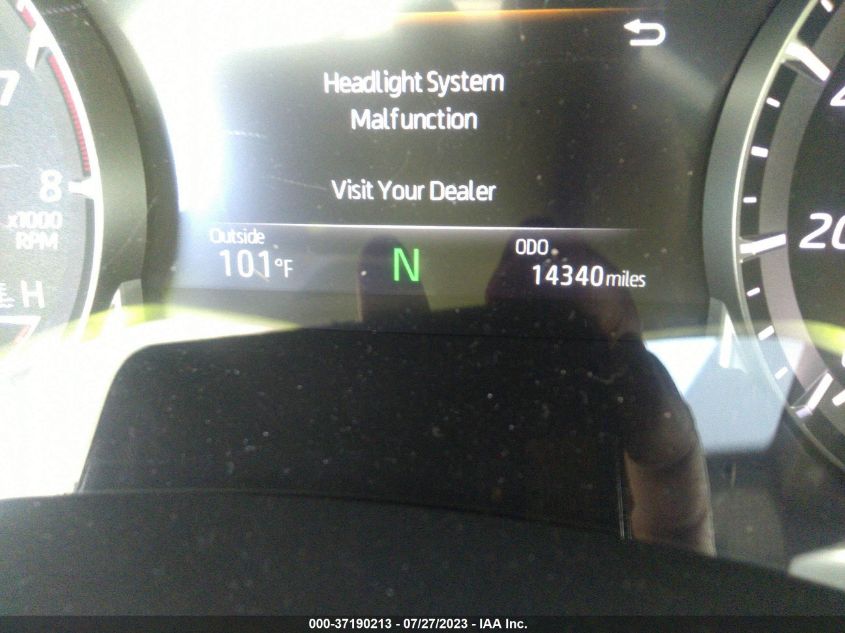 Headlight System
Malfunction
Visit Your Dealer
7
8
x1000
RPM
H
Outside
101°F
N
ODO
14340 miles
20
000-37190213 - 07/27/2023 - IAA Inc.